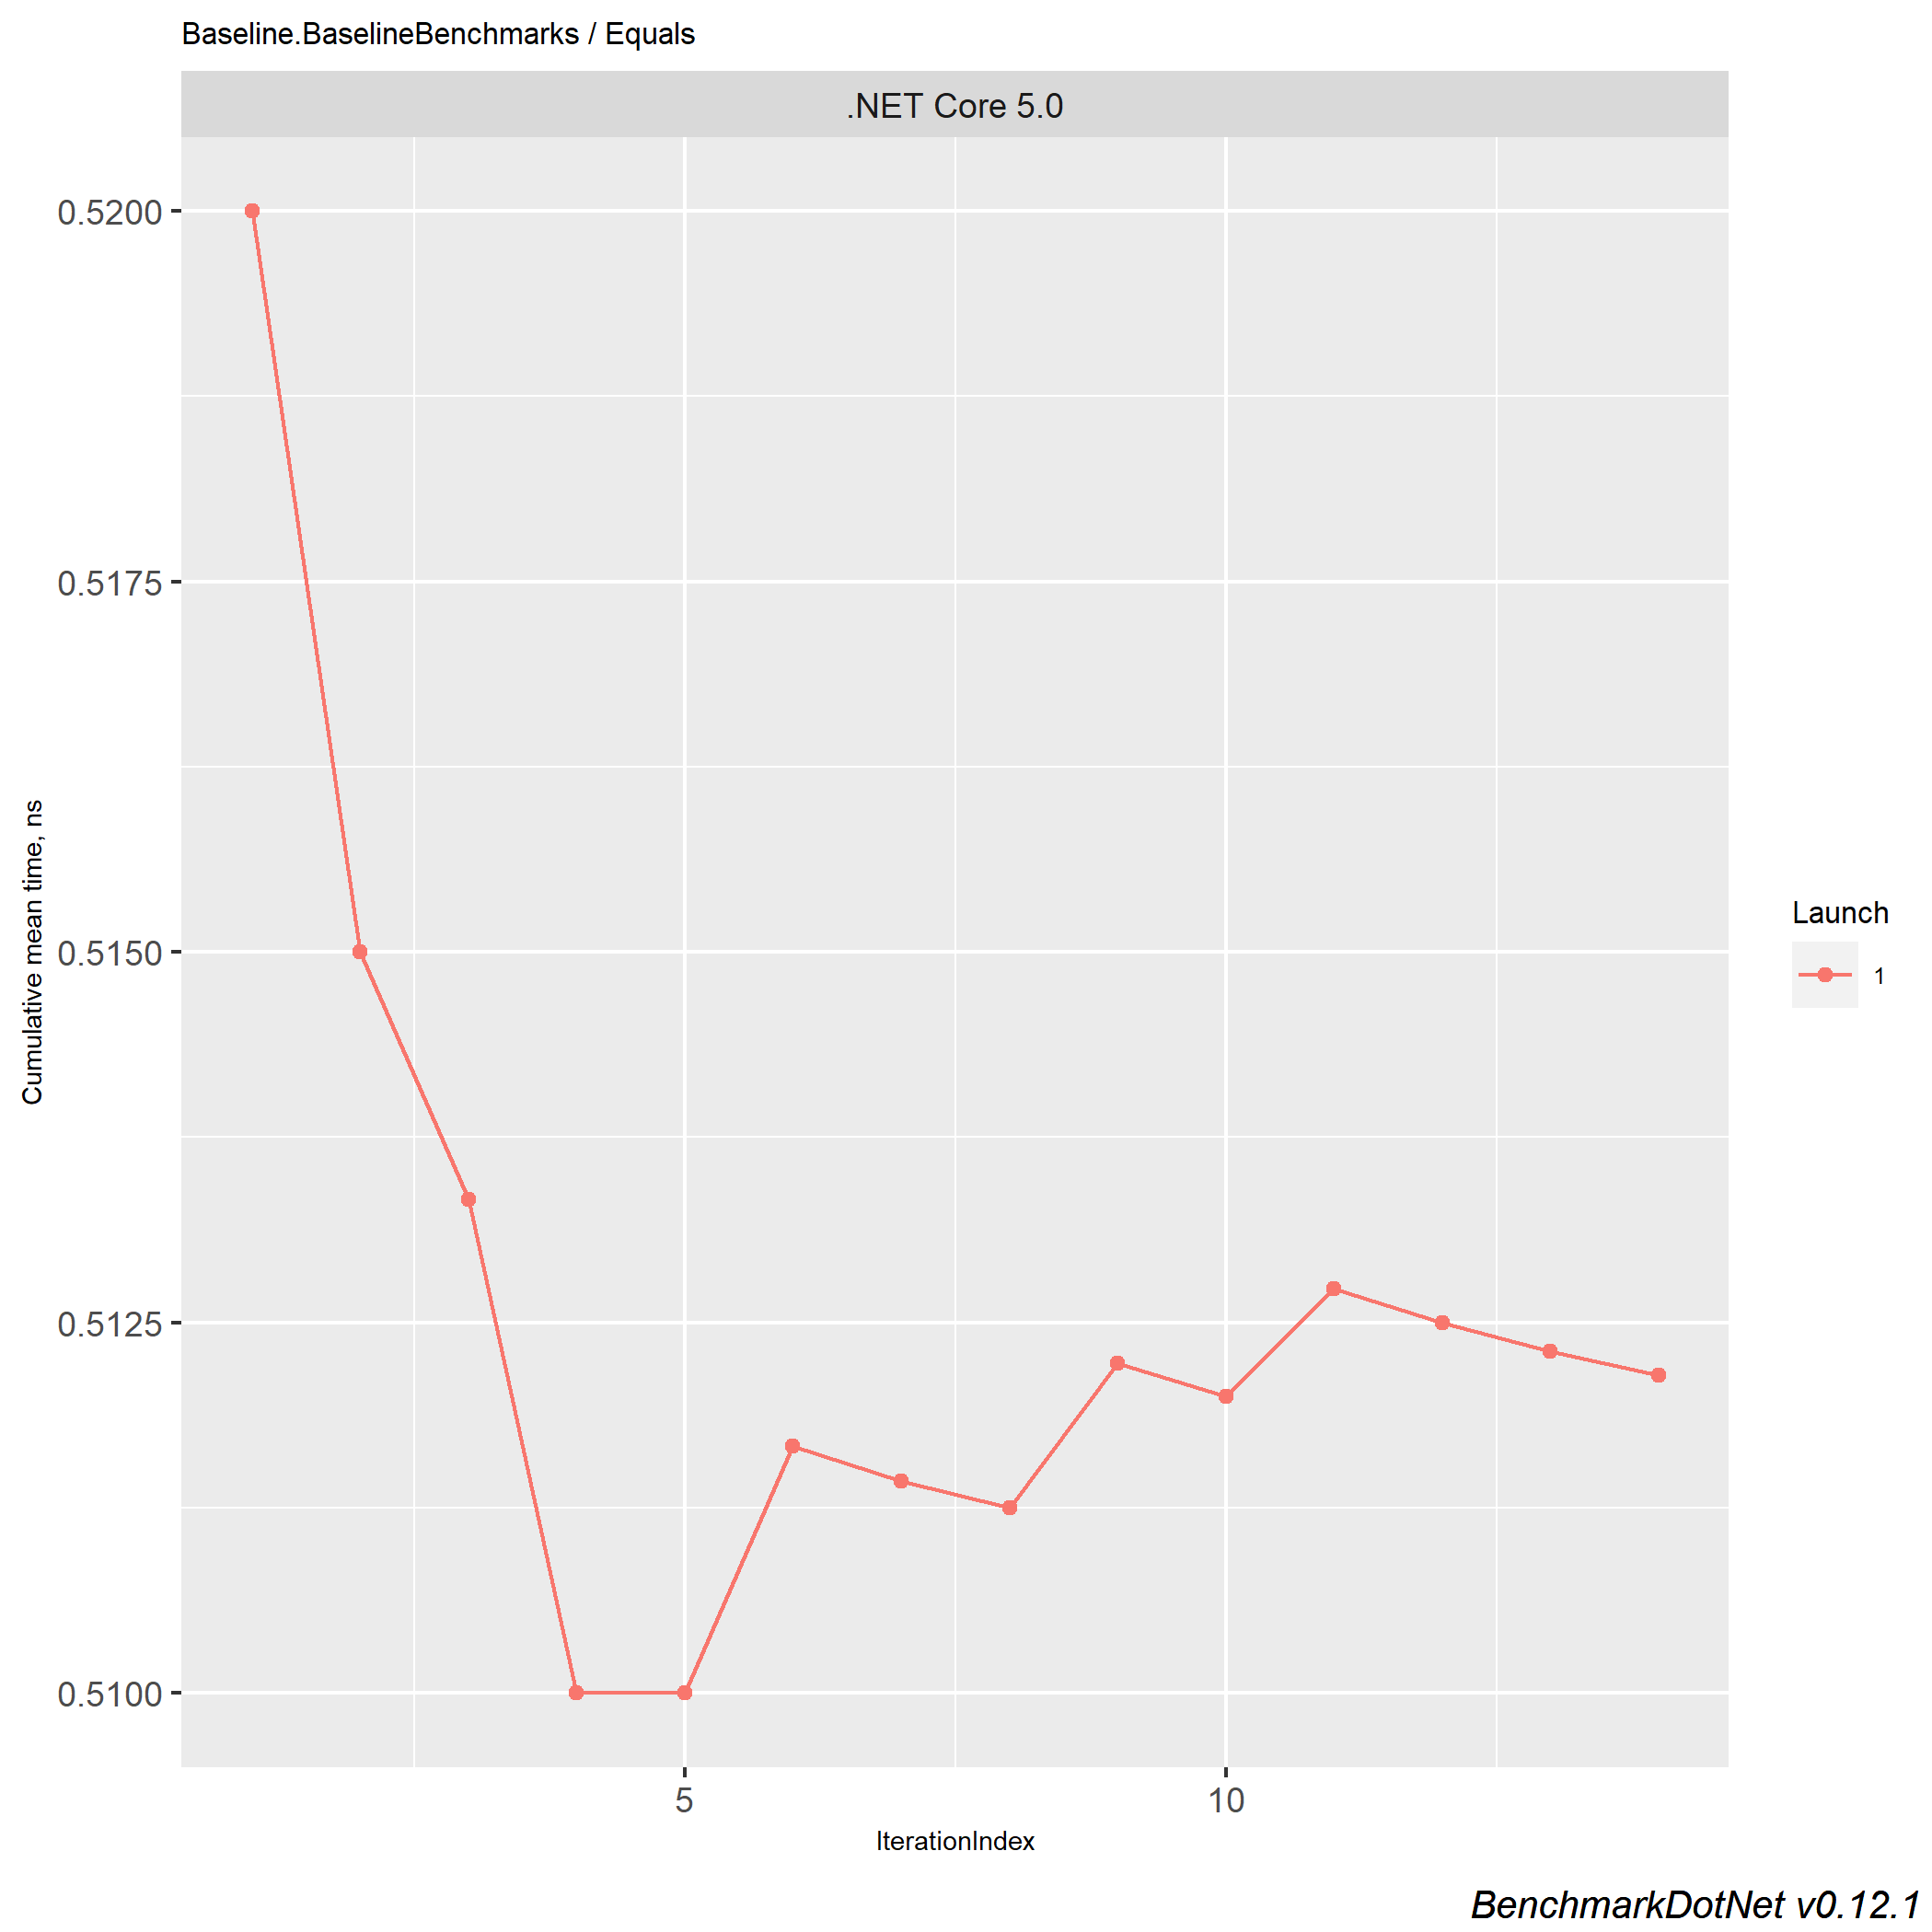 Baseline.BaselineBenchmarks / Equals
.NET Core 5.0
0.5200
0.5175
0.5150
0.5125
0.5100
Cumulative mean time, ns
5
10
IterationIndex
Launch
1
BenchmarkDotNet v0.12.1